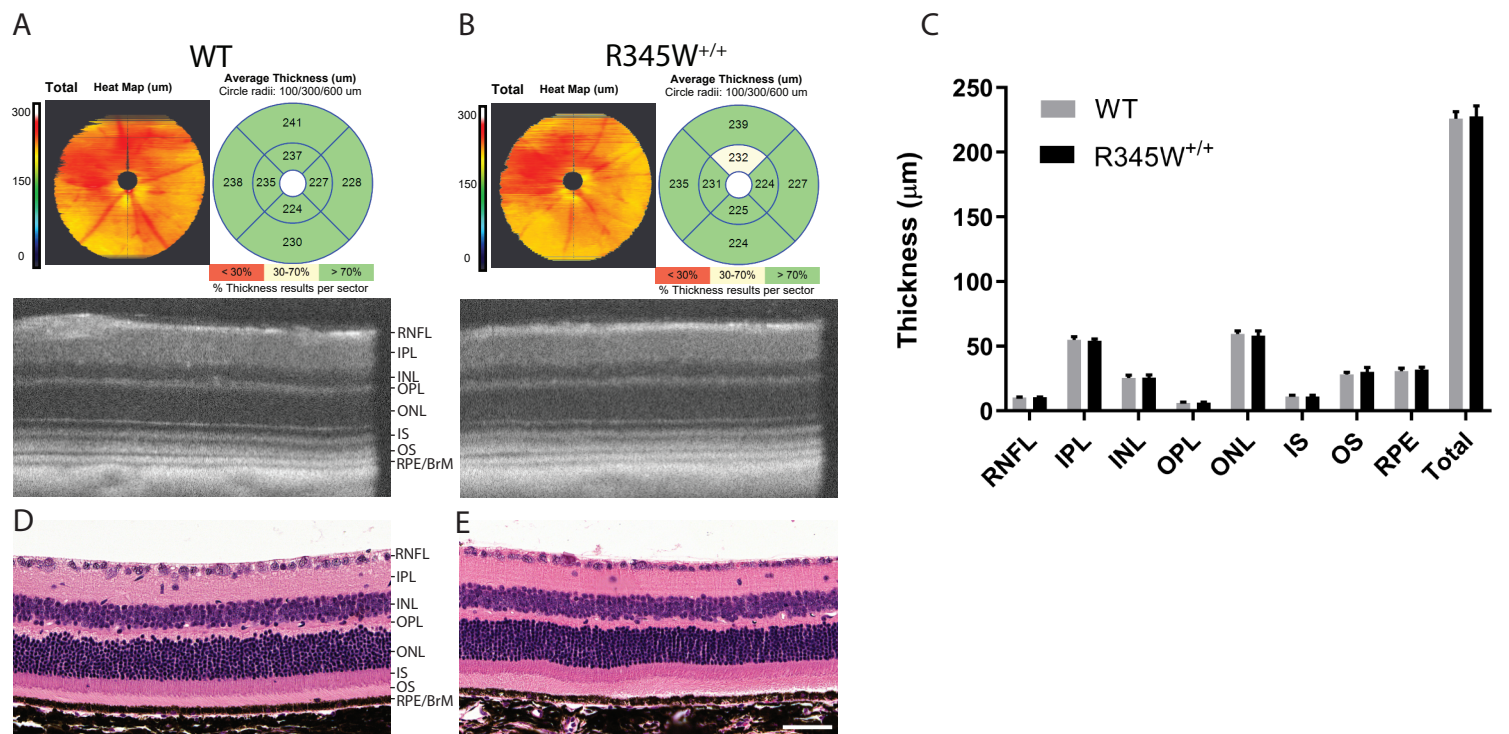 A
WT
Total Heat Map (um)
Average Thickness (um)
Circle radii: 100/300/600 um
300
150
0
241
237
238 235 227 228
224
230
< 30% 30-70% > 70%
% Thickness results per sector
RNFL
IPL
INL
OPL
ONL
IS
OS
RPE/BrM
B
R345W+/+
Total Heat Map (um)
Average Thickness (um)
Circle radii: 100/300/600 um
300
150
0
239
232
235 231 224 227
225
224
< 30% 30-70% > 70%
% Thickness results per sector
C
Thickness (μm)
250
200
150
100
50
0
WT
R345W+/+
RNFL IPL INL OPL ONL IS OS RPE Total
D
RNFL
IPL
INL
OPL
ONL
IS
OS
RPE/BrM
E